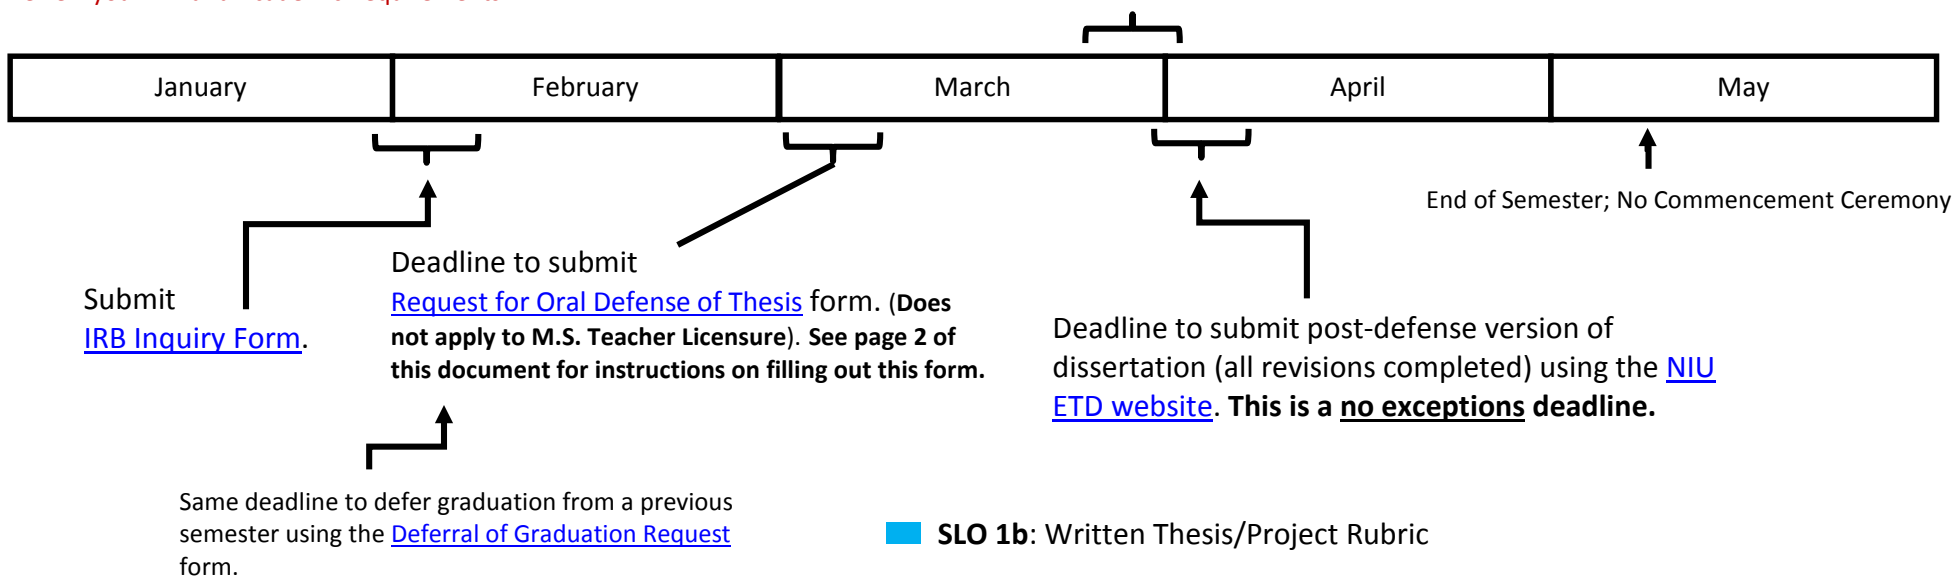 January
February
March
April
May
End of Semester; No Commencement Ceremony
Submit
IRB Inquiry Form.
Deadline to submit
Request for Oral Defense of Thesis form. (Does
not apply to M.S. Teacher Licensure). See page 2 of
this document for instructions on filling out this form.
Deadline to submit post-defense version of
dissertation (all revisions completed) using the NIU
ETD website. This is a no exceptions deadline.
Same deadline to defer graduation from a previous
semester using the Deferral of Graduation Request
form.
SLO 1b: Written Thesis/Project Rubric